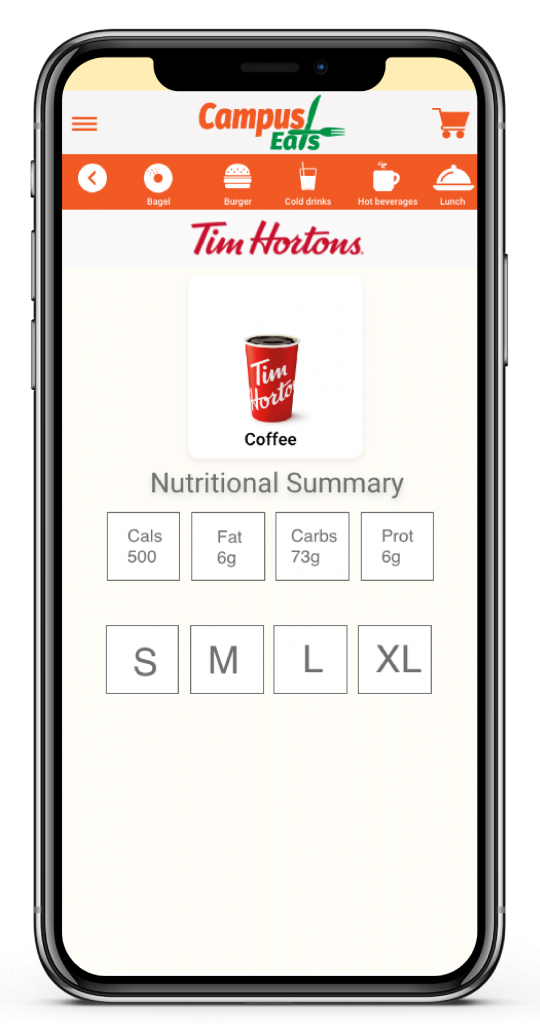 Campus
Eats
Bagel
Burger
Cold drinks
Hot beverages
Lunch
Tim Hortons.
Tim
Horto
Coffee
Nutritional Summary
Cals
500
Fat
6g
Carbs
73g
Prot
6g
S
M
L
XL